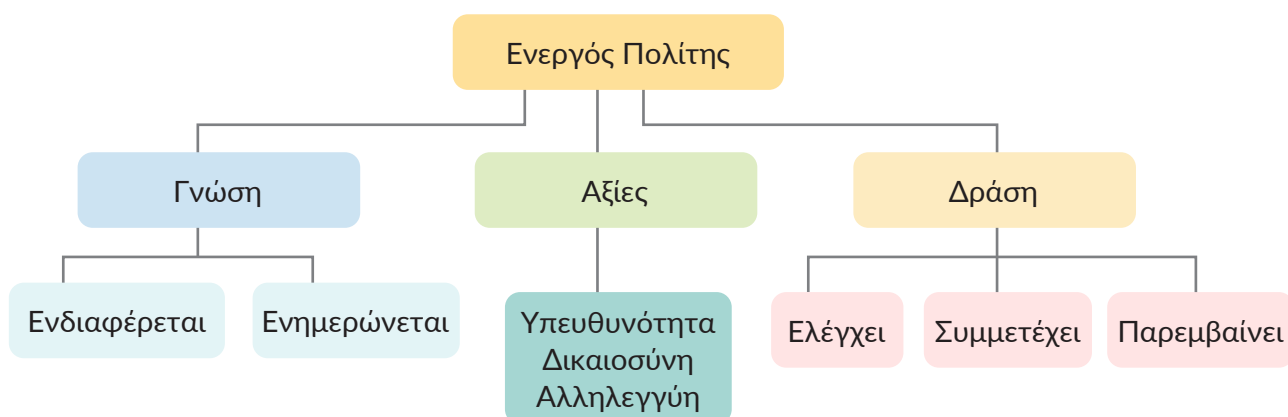 Ενεργός Πολίτης
Γνώση
Αξίες
Δράση
Ενδιαφέρεται
Ενημερώνεται
Υπευθυνότητα
Δικαιοσύνη
Αλληλεγγύη
Ελέγχει
Συμμετέχει
Παρεμβαίνει